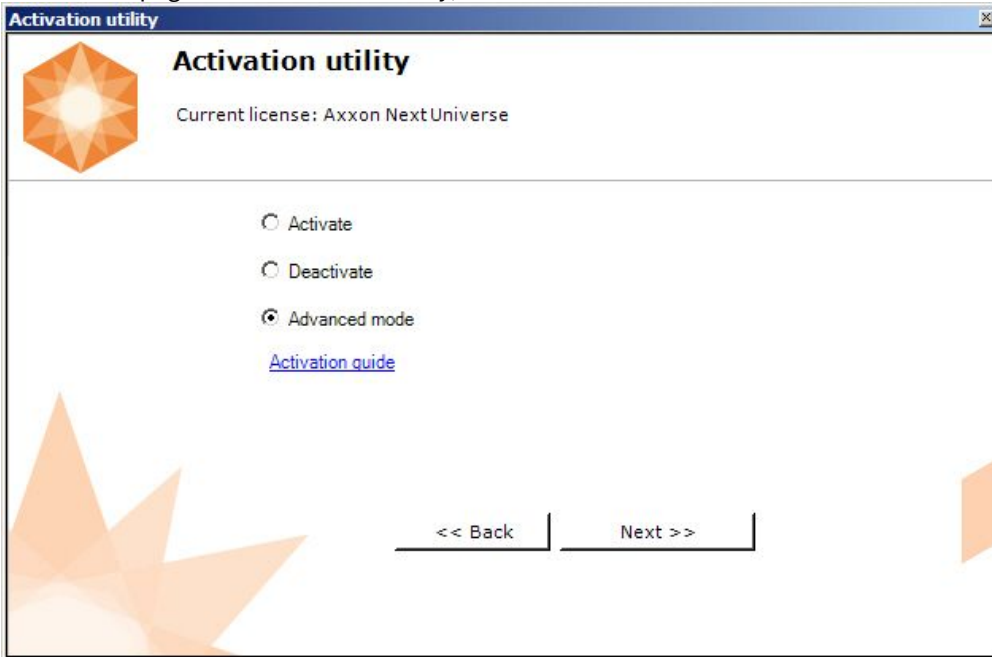 Activation utility
Activation utility
Current license: Axxon Next Universe
Activate
Deactivate
Advanced mode
Activation guide
<< Back
Next >>